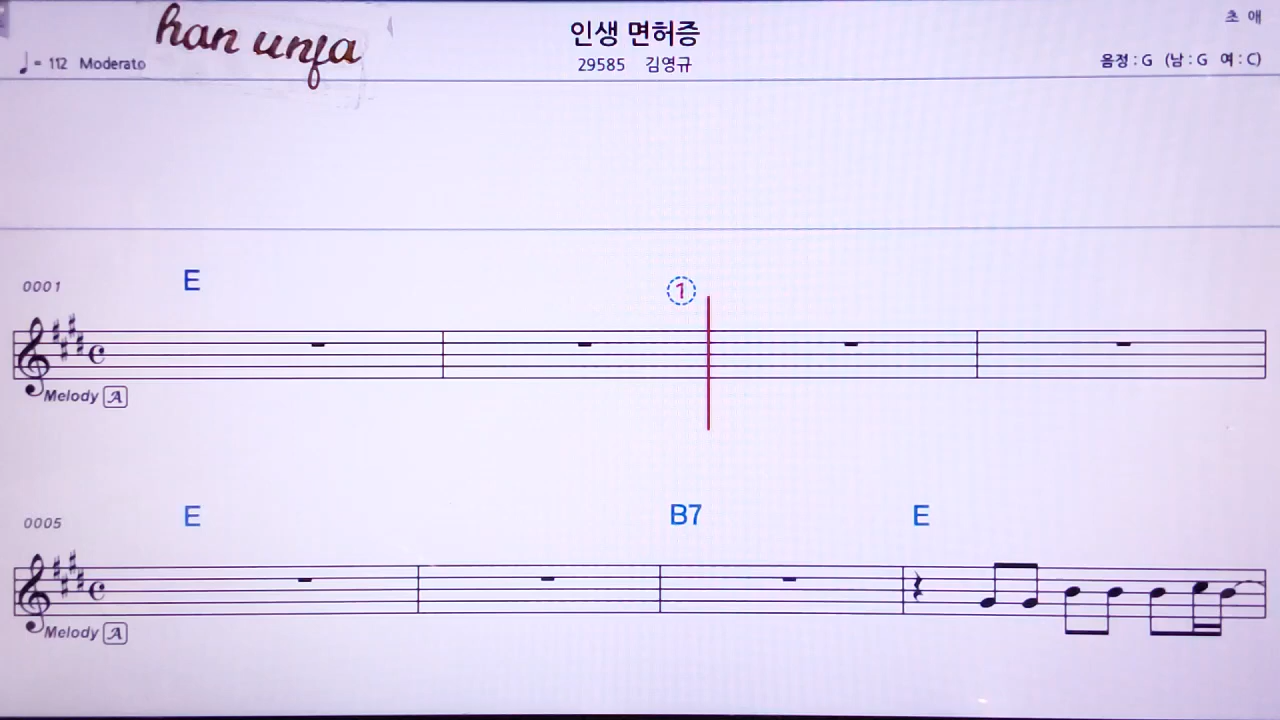 han unfa
인생 면허증
초 애
♩= 112 Moderato
29585 김영규
음정 : G (남 : G 여 : C)
0001
E
1
Melody A
0005
E B7 E
Melody A